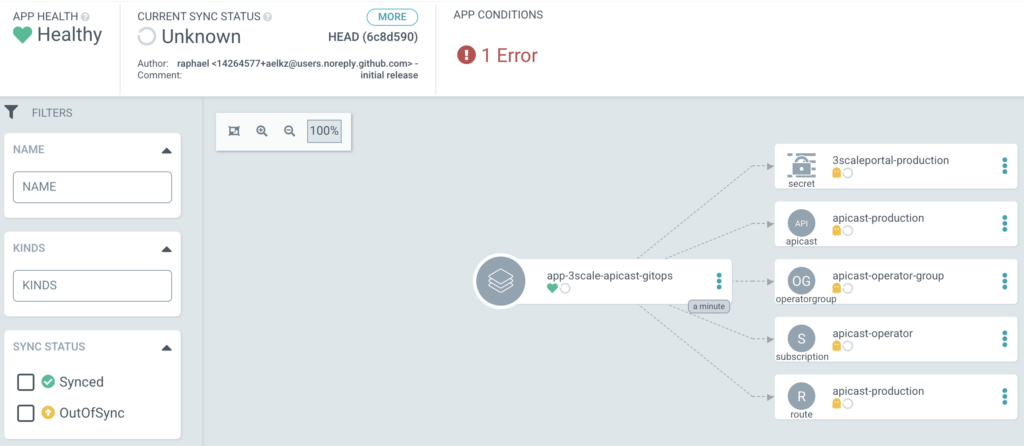 APP HEALTH
Healthy
CURRENT SYNC STATUS
MORE
Unknown
HEAD (6c8d590)
Author: raphael <14264577+aelkz@users.noreply.github.com> -
Comment: initial release
APP CONDITIONS
1 Error
FILTERS
NAME
NAME
KINDS
KINDS
SYNC STATUS
Synced
OutOfSync
100%
app-3scale-apicast-gitops
a minute
3scaleportal-production
secret
API
apicast-production
apicast
OG
apicast-operator-group
operatorgroup
S
apicast-operator
subscription
R
apicast-production
route